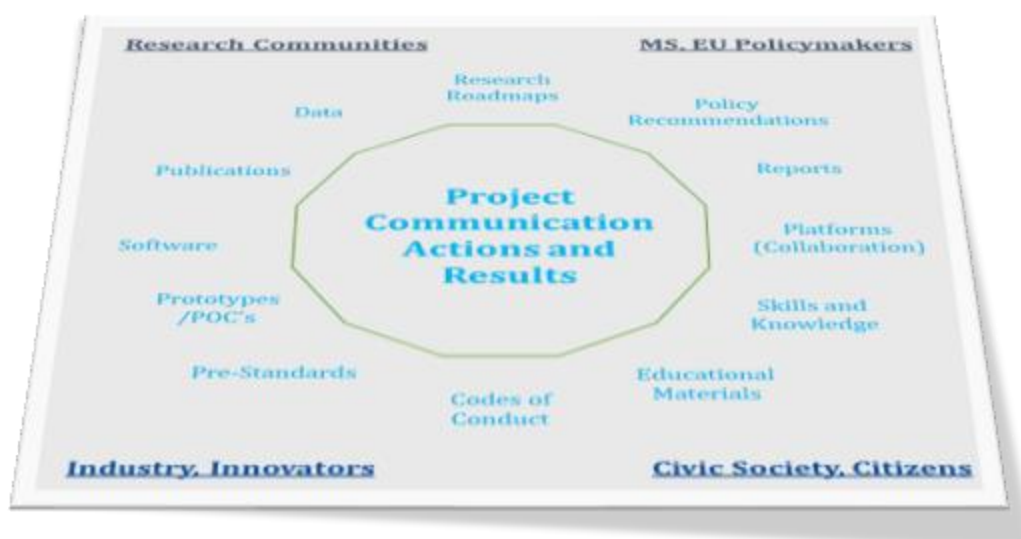 Research Communities
MS, EU Policymakers
Research
Roadmaps
Data
Policy
Recommendations
Publications
Reports
Project
Communication
Actions and
Results
Software
Platforms
(Collaboration)
Prototypes
/POC's
Skills and
Knowledge
Pre-Standards
Educational
Materials
Codes of
Conduct
Industry, Innovators
Civic Society, Citizens